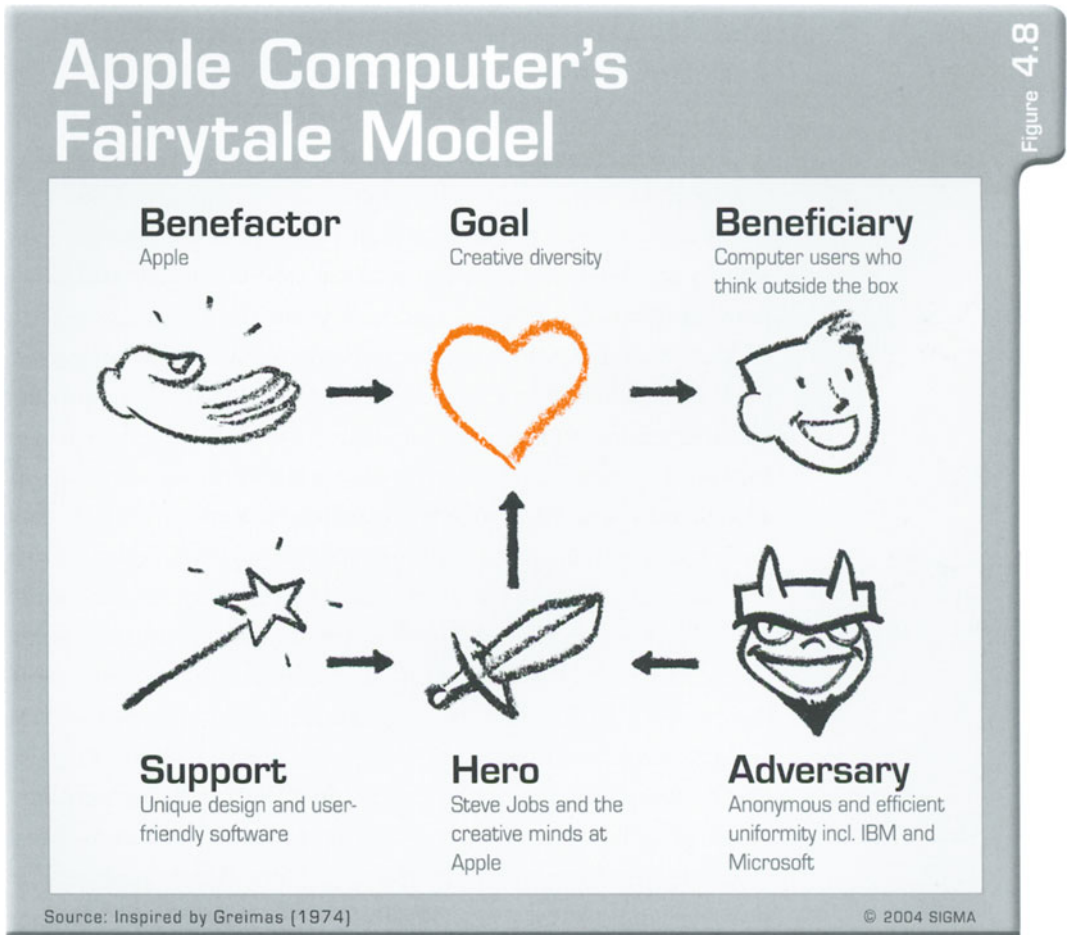 Apple Computer's
Fairytale Model
Figure 4.8
Benefactor
Apple
Goal
Creative diversity
Beneficiary
Computer users who
think outside the box
Support
Unique design and user-
friendly software
Hero
Steve Jobs and the
creative minds at
Apple
Adversary
Anonymous and efficient
uniformity incl. IBM and
Microsoft
Source: Inspired by Greimas (1974)
© 2004 SIGMA